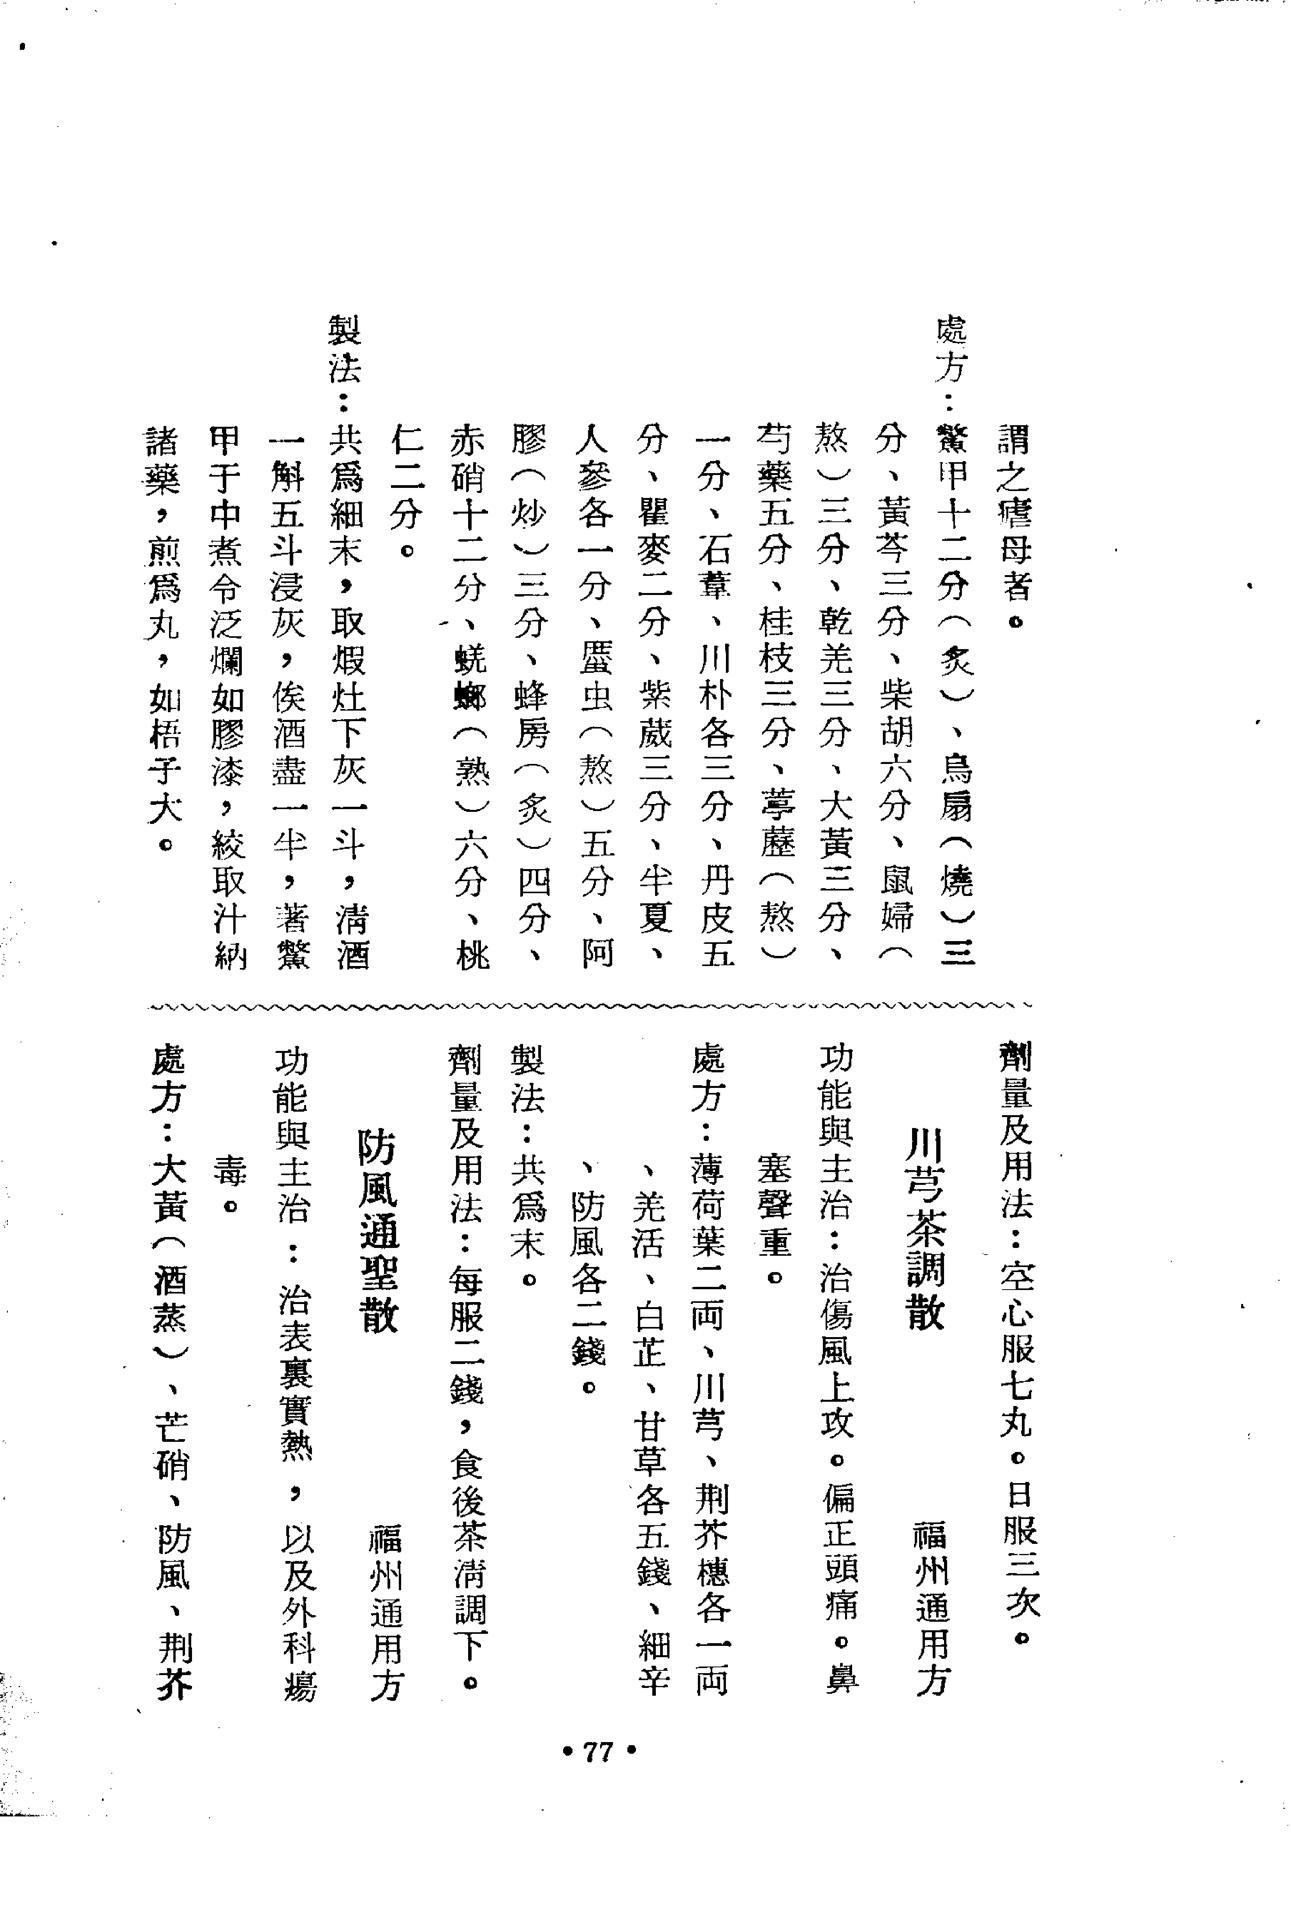 謂之瘧母者。
處方：鱉甲十二分（炙）、烏扇（燒）三
分、黃芩三分、柴胡六分、鼠婦（
熬）三分、乾羌三分、大黃三分、
芍藥五分、桂枝三分、葶藶（熬）
一分、石葦、川朴各三分、丹皮五
分、瞿麥二分、紫葳三分、半夏、
人參各一分、䗪虫（熬）五分、阿
膠（炒）三分、蜂房（炙）四分、
赤硝十二分、蜣螂（熟）六分、桃
仁二分。
製法：共爲細末，取煆灶下灰一斗，清酒
一斛五斗浸灰，俟酒盡一半，著鱉
甲于中煮令泛爛如膠漆，絞取汁納
諸藥，煎爲丸，如梧子大。
劑量及用法：空心服七丸。日服三次。
川芎茶調散 福州通用方
功能與主治：治傷風上攻。偏正頭痛。鼻
塞聲重。
處方：薄荷葉二両、川芎、荆芥穗各一両
、羌活、白芷、甘草各五錢、細辛
、防風各二錢。
製法：共爲末。
劑量及用法：每服二錢，食後茶清調下。
防風通聖散 福州通用方
功能與主治：治表裏實熱，以及外科瘍
毒。
處方：大黃（酒蒸）、芒硝、防風、荆芥
•77•